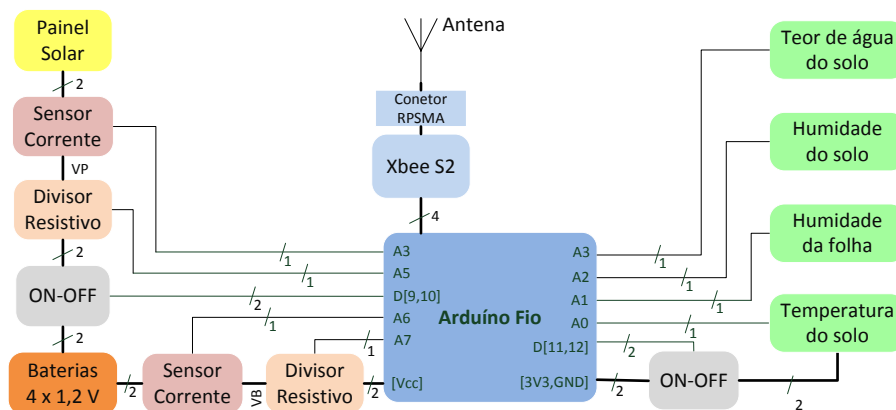 Painel
Solar
2
Sensor
Corrente
VP
Divisor
Resistivo
2
ON-OFF
2
Baterias
4 x 1,2 V
2
Sensor
Corrente
VB
Divisor
Resistivo
2
Antena
Conetor
RPSMA
Xbee S2
4
1
1
2
1
1
A3
A5
D[9,10]
A6
A7
[Vcc]
Arduíno Fio
A3
A2
A1
A0
D[11,12]
[3V3,GND]
1
1
1
1
2
2
ON-OFF
2
Teor de água
do solo
Humidade
do solo
Humidade
da folha
Temperatura
do solo